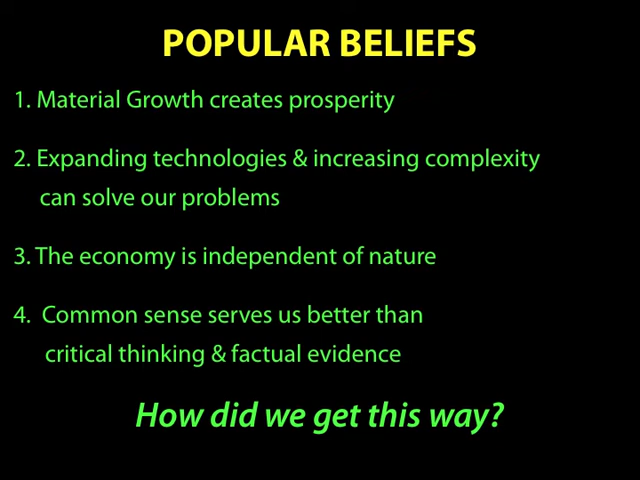 POPULAR BELIEFS
1. Material Growth creates prosperity
2. Expanding technologies & increasing complexity
can solve our problems
3. The economy is independent of nature
4. Common sense serves us better than
critical thinking & factual evidence
How did we get this way?